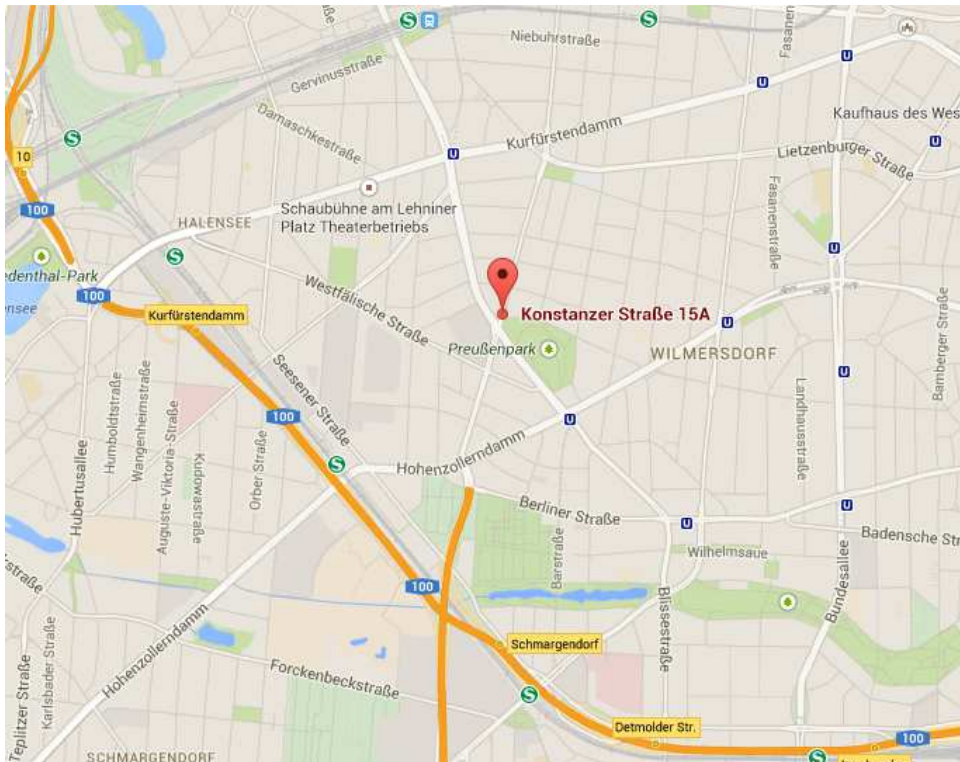 S
S
Niebuhrstraße
Fasanen
Gervinusstraße
U
U
Kaufhaus des Wes
Damaschkestraße
Kurfürstendamm
S
U
U
U
Lietzenburger Straße
10
Schaubühne am Lehniner
Platz Theaterbetriebs
Fasanenstraße
100
HALENSEE
U
S
edenthal-Park
100
ensee
Kurfürstendamm
Westfälische Straße
Konstanzer Straße 15A
U
Preußenpark
WILMERSDORF
Bamberger Straße
U
Seesener Straße
Humboldtstraße
Wangenheimstraße
Auguste-Viktoria-Straße
Kudowastraße
Orber Straße
100
Landhausstraße
U
Hubertusallee
S
Hohenzollerndamm
Berliner Straße
U
U
Badensche Str
Barstraße
Wilhelmsaue
100
Blissestraße
Bundesallee
Hohenzollerndamm
Schmargendorf
Teplitzer Straße
Karlsbader Straße
Forckenbeckstraße
S
Detmolder Str.
100
S
SCHMARGENDORF